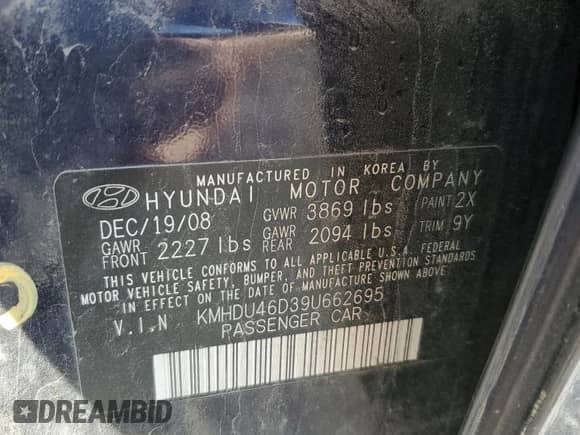 MANUFACTURED IN KOREA BY
HYUNDAI MOTOR COMPANY
DEC/19/08 GVWR 3869 lbs PAINT 2X
GAWR FRONT 2227 lbs GAWR REAR 2094 lbs TRIM 9Y
THIS VEHICLE CONFORMS TO ALL APPLICABLE U.S.A. FEDERAL
MOTOR VEHICLE SAFETY, BUMPER, AND THEFT PREVENTION STANDARDS
IN EFFECT ON THE DATE OF MANUFACTURE SHOWN ABOVE.
V.I.N KMHDU46D39U662695
PASSENGER CAR
DREAMBID